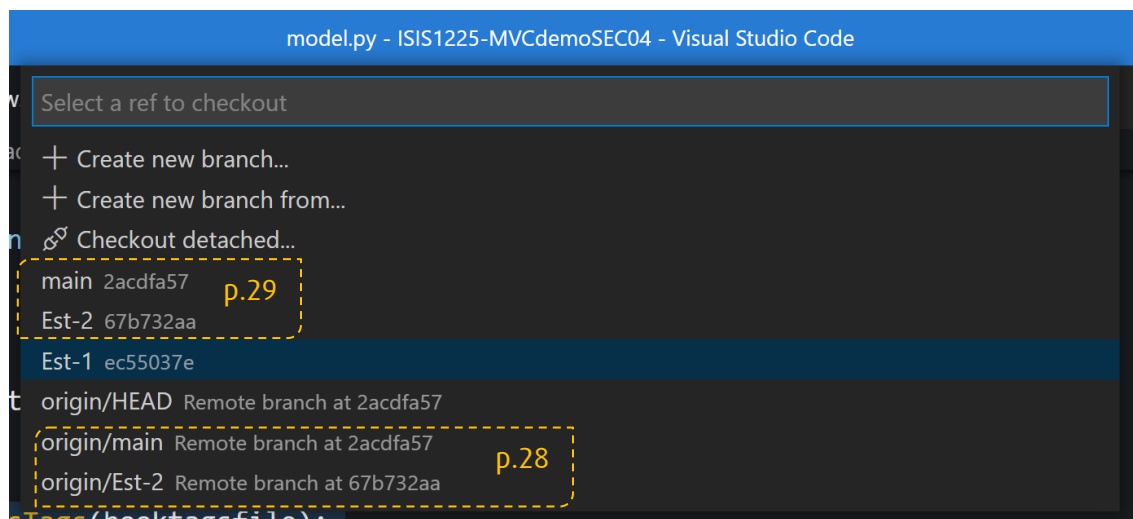 model.py - ISIS1225-MVCdemoSEC04 - Visual Studio Code
Select a ref to checkout
Create new branch...
Create new branch from...
Checkout detached...
main 2acdfa57
p.29
Est-2 67b732aa
Est-1 ec55037e
origin/HEAD Remote branch at 2acdfa57
origin/main Remote branch at 2acdfa57
p.28
origin/Est-2 Remote branch at 67b732aa